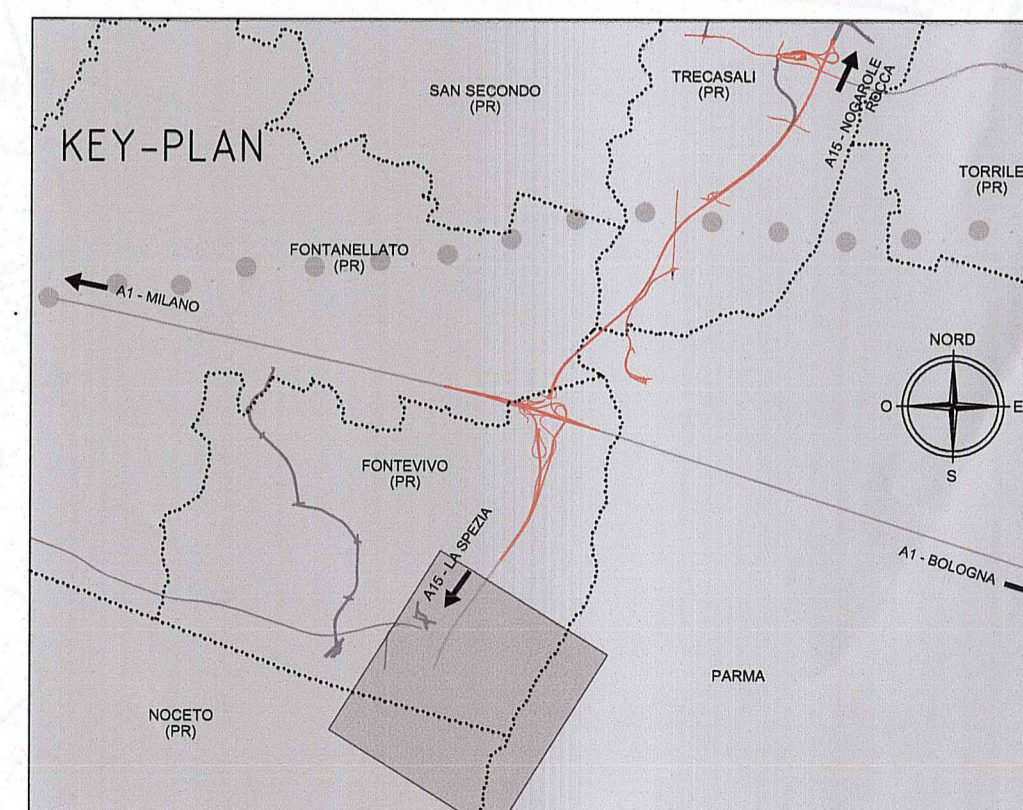 KEY-PLAN
SAN SECONDO
(PR)
TRECASALI
(PR)
A15 - NOGAROLE
ROCCA
TORRILE
(PR)
FONTANELLATO
(PR)
A1 - MILANO
NORD
O
E
S
FONTEVIVO
(PR)
A15 - LA SPEZIA
A1 - BOLOGNA
PARMA
NOCETO
(PR)